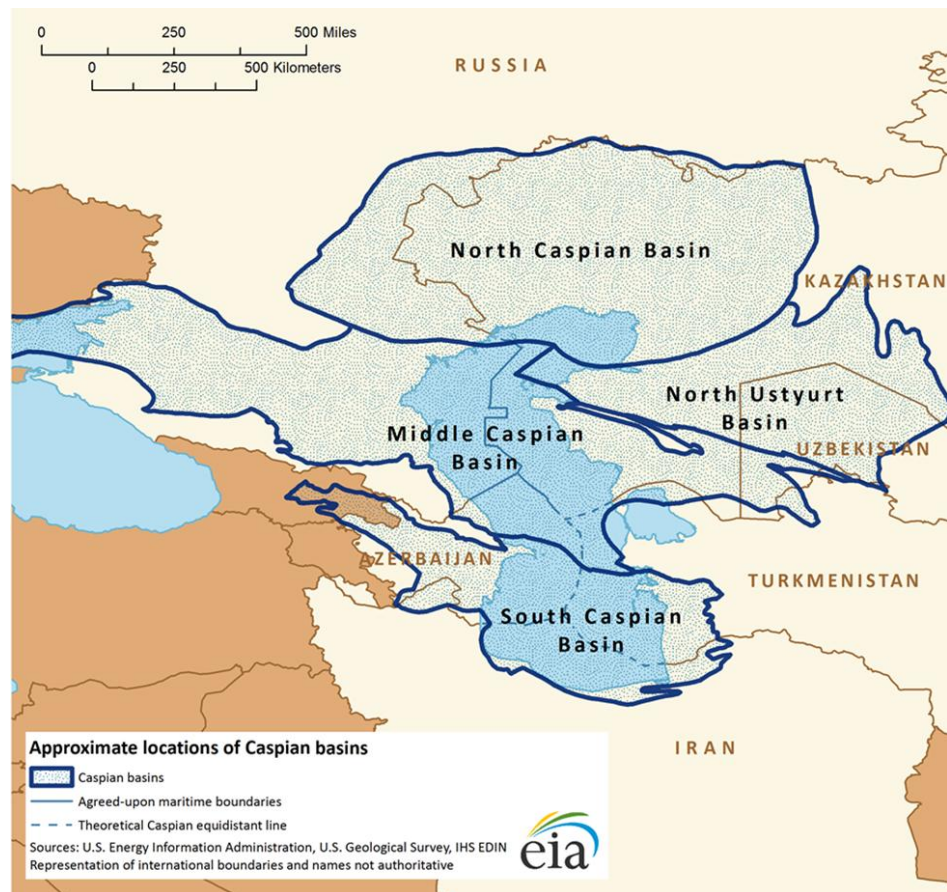 0 250 500 Miles
0 250 500 Kilometers
RUSSIA
North Caspian Basin
KAZAKHSTAN
North Ustyurt
Basin
Middle Caspian
Basin
UZBEKISTAN
AZERBAIJAN
TURKMENISTAN
South Caspian
Basin
IRAN
Approximate locations of Caspian basins
Caspian basins
Agreed-upon maritime boundaries
Theoretical Caspian equidistant line
Sources: U.S. Energy Information Administration, U.S. Geological Survey, IHS EDIN
Representation of international boundaries and names not authoritative
eia